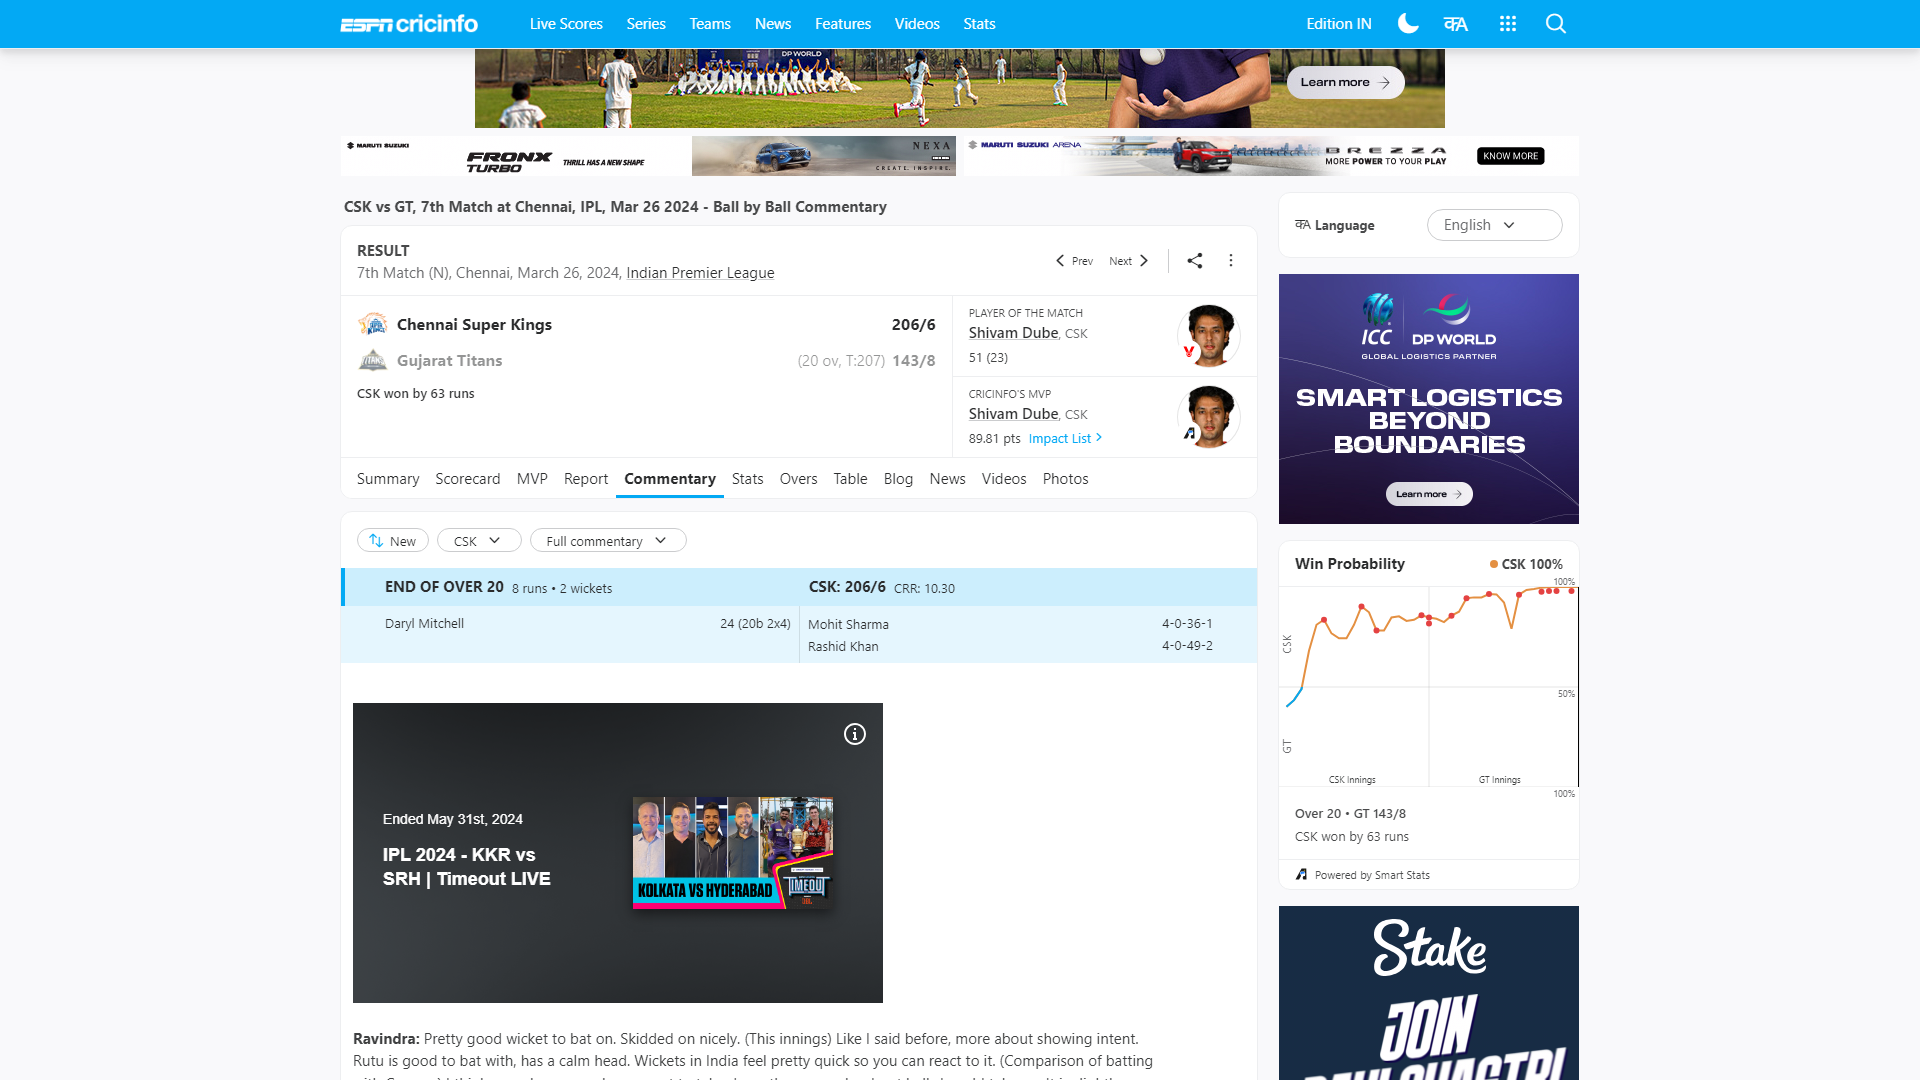 ESPN cricinfo
Live Scores
Series
Teams
News
Features
Videos
Stats
Edition IN
क्A
DP WORLD
Learn more
MARUTI SUZUKI
FRONX
TURBO
THRILL HAS A NEW SHAPE
NEXA
CREATE. INSPIRE.
MARUTI SUZUKI ARENA
BREZZA
MORE POWER TO YOUR PLAY
KNOW MORE
CSK vs GT, 7th Match at Chennai, IPL, Mar 26 2024 - Ball by Ball Commentary
RESULT
7th Match (N), Chennai, March 26, 2024, Indian Premier League
Prev
Next
Chennai Super Kings 206/6
Gujarat Titans (20 ov, T:207) 143/8
CSK won by 63 runs
PLAYER OF THE MATCH
Shivam Dube, CSK
51 (23)
CRICINFO'S MVP
Shivam Dube, CSK
89.81 pts Impact List
Summary
Scorecard
MVP
Report
Commentary
Stats
Overs
Table
Blog
News
Videos
Photos
New
CSK
Full commentary
END OF OVER 20 8 runs • 2 wickets CSK: 206/6 CRR: 10.30
Daryl Mitchell 24 (20b 2x4)
Mohit Sharma 4-0-36-1
Rashid Khan 4-0-49-2
Ended May 31st, 2024
IPL 2024 - KKR vs
SRH | Timeout LIVE
KOLKATA VS HYDERABAD
TIMEOUT
Ravindra: Pretty good wicket to bat on. Skidded on nicely. (This innings) Like I said before, more about showing intent.
Rutu is good to bat with, has a calm head. Wickets in India feel pretty quick so you can react to it. (Comparison of batting
क्A Language
English
ICC
DP WORLD
GLOBAL LOGISTICS PARTNER
SMART LOGISTICS
BEYOND
BOUNDARIES
Learn more
Win Probability
CSK 100%
100%
CSK
50%
GT
CSK Innings
GT Innings
100%
Over 20 • GT 143/8
CSK won by 63 runs
Powered by Smart Stats
Stake
JOIN